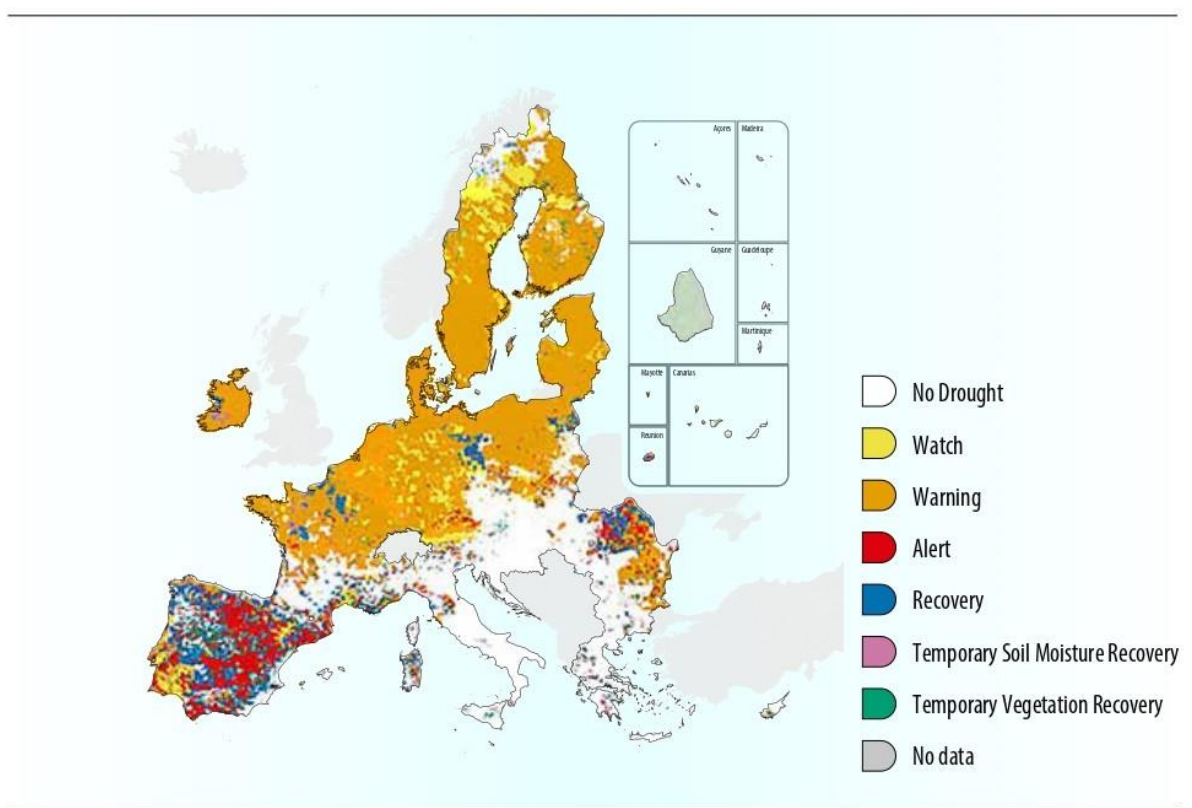 Açores
Madeira
Guyane
Guadeloupe
Martinique
Mayotte
Canarias
Réunion
No Drought
Watch
Warning
Alert
Recovery
Temporary Soil Moisture Recovery
Temporary Vegetation Recovery
No data